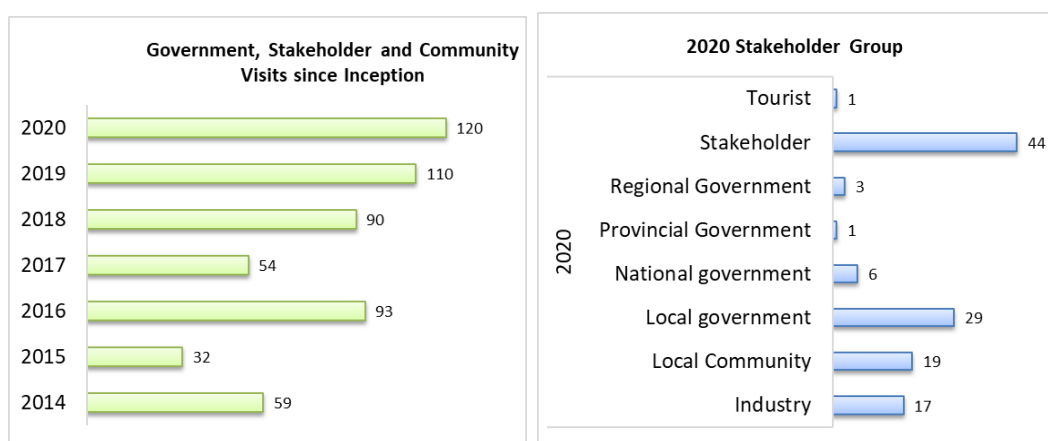 Government, Stakeholder and Community
Visits since Inception
2020 120
2019 110
2018 90
2017 54
2016 93
2015 32
2014 59
2020 Stakeholder Group
2020
Tourist 1
Stakeholder 44
Regional Government 3
Provincial Government 1
National government 6
Local government 29
Local Community 19
Industry 17